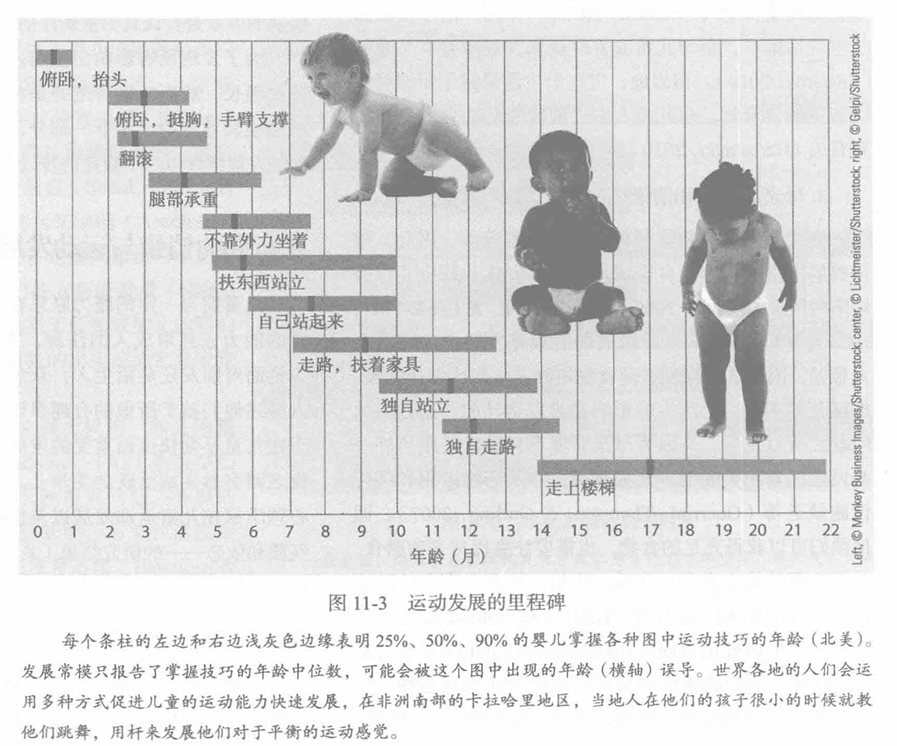 俯卧，抬头
俯卧，挺胸，手臂支撑
翻滚
腿部承重
不靠外力坐着
扶东西站立
自己站起来
走路，扶着家具
独自站立
独自走路
走上楼梯
0 1 2 3 4 5 6 7 8 9 10 11 12 13 14 15 16 17 18 19 20 21 22
年龄（月）
Left, © Monkey Business Images/Shutterstock; center, © Lichtmeister/Shutterstock; right, © Gelpi/Shutterstock
图 11-3 运动发展的里程碑
每个条柱的左边和右边浅灰色边缘表明 25%、50%、90% 的婴儿掌握各种图中运动技巧的年龄（北美）。
发展常模只报告了掌握技巧的年龄中位数，可能会被这个图中出现的年龄（横轴）误导。世界各地的人们会运
用多种方式促进儿童的运动能力快速发展，在非洲南部的卡拉哈里地区，当地人在他们的孩子很小的时候就教
他们跳舞，用杆来发展他们对于平衡的运动感觉。